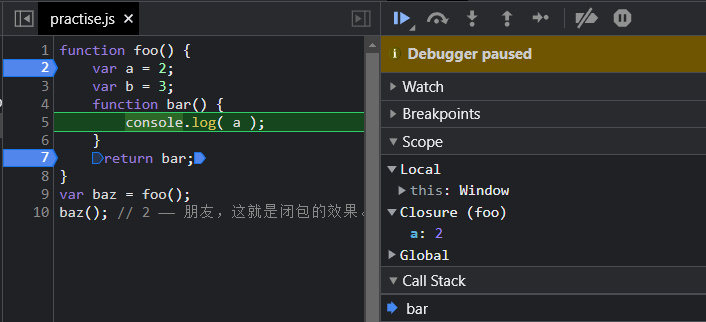 practise.js
1 function foo() {
2 var a = 2;
3 var b = 3;
4 function bar() {
5 console.log( a );
6 }
7 return bar;
8 }
9 var baz = foo();
10 baz(); // 2 —— 朋友，这就是闭包的效果。
Debugger paused
Watch
Breakpoints
Scope
Local
this: Window
Closure (foo)
a: 2
Global
Call Stack
bar